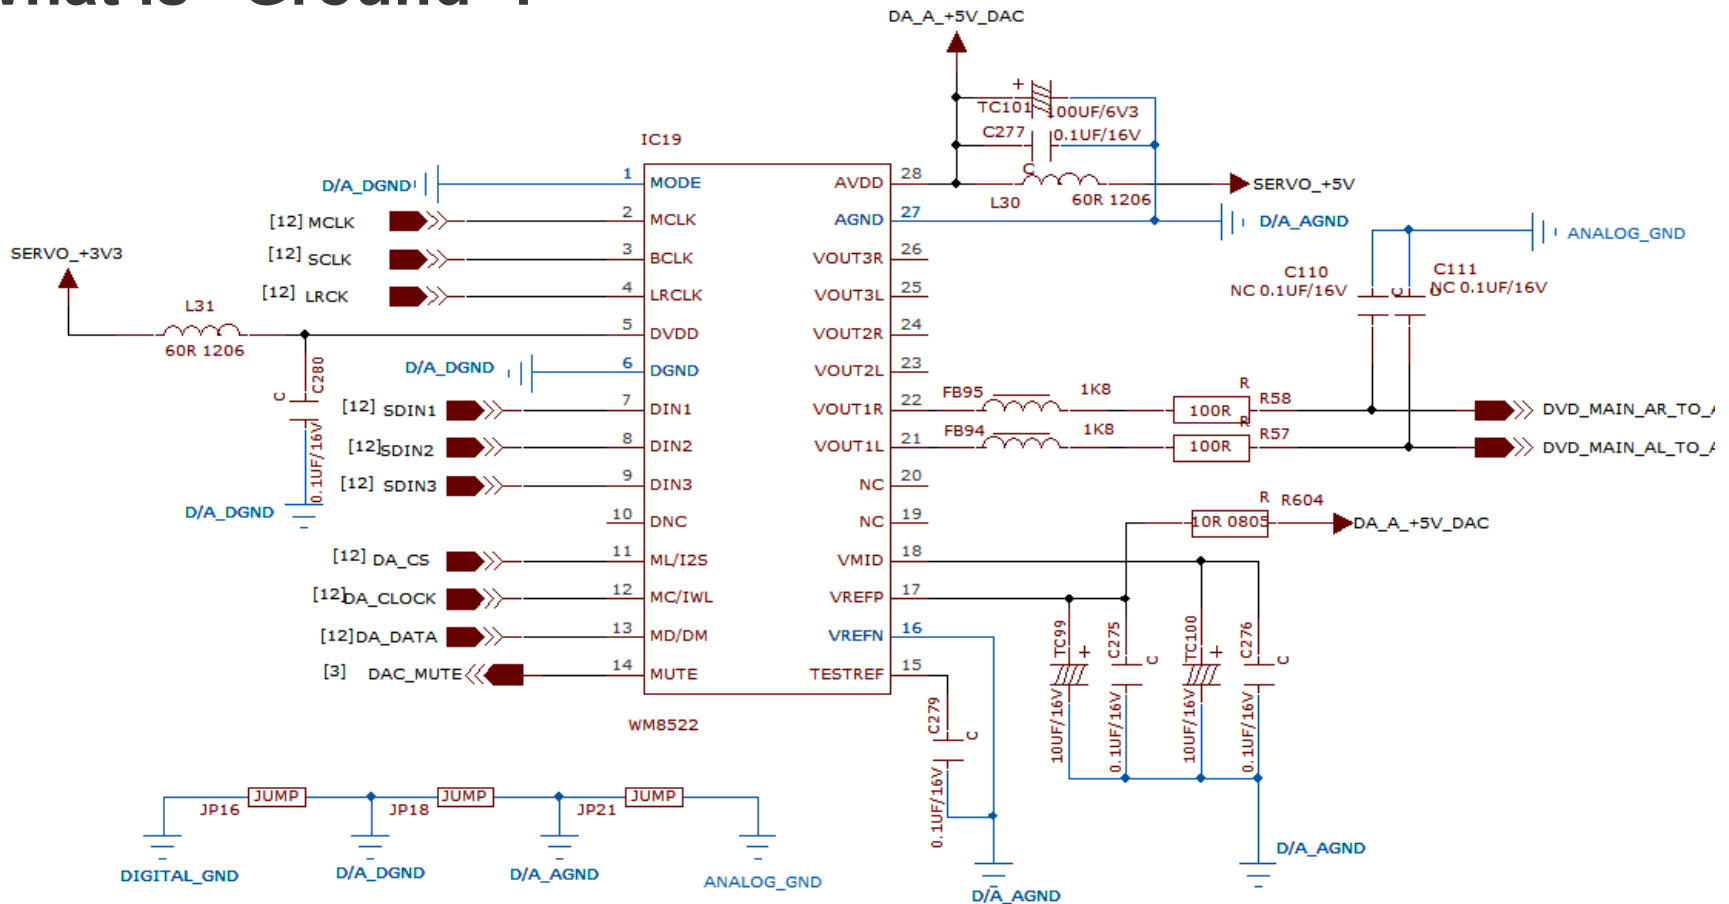 What is "Ground"?
DA_A_+5V_DAC
+
TC101 100UF/6V3
C277 0.1UF/16V
IC19
C
D/A_DGND 1 MODE AVDD 28 L30 60R 1206 SERVO_+5V
[12] MCLK 2 MCLK AGND 27 D/A_AGND
ANALOG_GND
[12] SCLK 3 BCLK VOUT3R 26
SERVO_+3V3
C110 C111
NC 0.1UF/16V C C NC 0.1UF/16V
[12] LRCK 4 LRCLK VOUT3L 25
L31
60R 1206
5 DVDD VOUT2R 24
D/A_DGND 6 DGND VOUT2L 23
C C280
0.1UF/16V
D/A_DGND
[12] SDIN1 7 DIN1 VOUT1R 22 FB95 1K8 R 100R R58 DVD_MAIN_AR_TO_A
[12] SDIN2 8 DIN2 VOUT1L 21 FB94 1K8 R 100R R57 DVD_MAIN_AL_TO_A
[12] SDIN3 9 DIN3 NC 20
10 DNC NC 19 R R604
10R 0805 DA_A_+5V_DAC
[12] DA_CS 11 ML/I2S VMID 18
[12] DA_CLOCK 12 MC/IWL VREFP 17
[12] DA_DATA 13 MD/DM VREFN 16
[3] DAC_MUTE 14 MUTE TESTREF 15
TC99 + 10UF/16V
C275 C 0.1UF/16V
TC100 + 10UF/16V
C276 C 0.1UF/16V
C279 C 0.1UF/16V
WM8522
JUMP JUMP JUMP
JP16 JP18 JP21
DIGITAL_GND D/A_DGND D/A_AGND ANALOG_GND
D/A_AGND
D/A_AGND